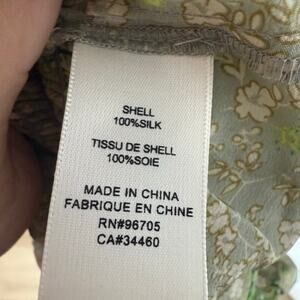 SHELL
100%SILK
TISSU DE SHELL
100%SOIE
MADE IN CHINA
FABRIQUE EN CHINE
RN#96705
CA#34460